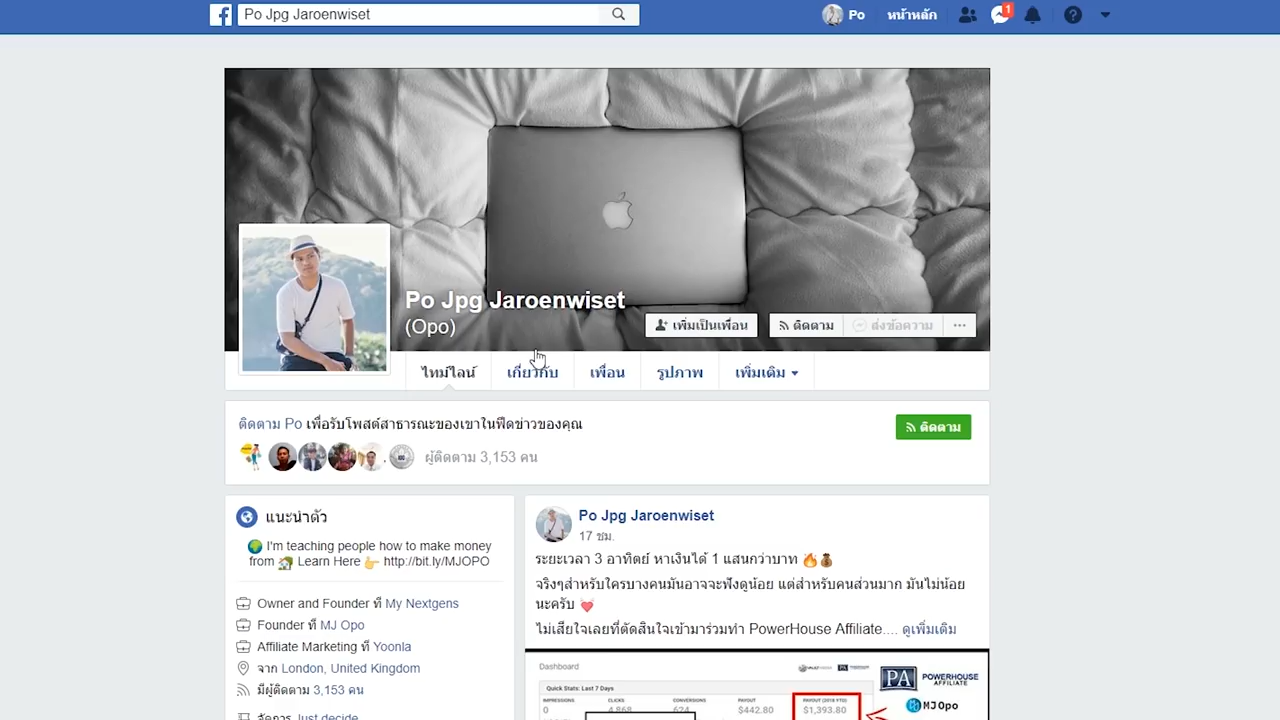 Po Jpg Jaroenwiset
Po
หน้าหลัก
1
Po Jpg Jaroenwiset
(Opo)
เพิ่มเป็นเพื่อน
ติดตาม
ส่งข้อความ
ไทม์ไลน์
เกี่ยวกับ
เพื่อน
รูปภาพ
เพิ่มเติม
ติดตาม Po เพื่อรับโพสต์สาธารณะของเขาในฟีดข่าวของคุณ
ติดตาม
ผู้ติดตาม 3,153 คน
แนะนำตัว
I'm teaching people how to make money
from Learn Here http://bit.ly/MJOPO
Owner and Founder ที่ My Nextgens
Founder ที่ MJ Opo
Affiliate Marketing ที่ Yoonla
จาก London, United Kingdom
มีผู้ติดตาม 3,153 คน
จัดการ Just decide
Po Jpg Jaroenwiset
17 ชม.
ระยะเวลา 3 อาทิตย์ หาเงินได้ 1 แสนกว่าบาท
จริงๆสำหรับใครบางคนมันอาจจะฟังดูน้อย แต่สำหรับคนส่วนมาก มันไม่น้อย
นะครับ
ไม่เสียใจเลยที่ตัดสินใจเข้ามาร่วมทำ PowerHouse Affiliate.... ดูเพิ่มเติม
Dashboard
PA POWERHOUSE
AFFILIATE
Quick Stats: Last 7 Days
IMPRESSIONS CLICKS CONVERSIONS PAYOUT PAYOUT (2018 YTD)
0 4,868 624 $442.80 $1,393.80
MJ Opo